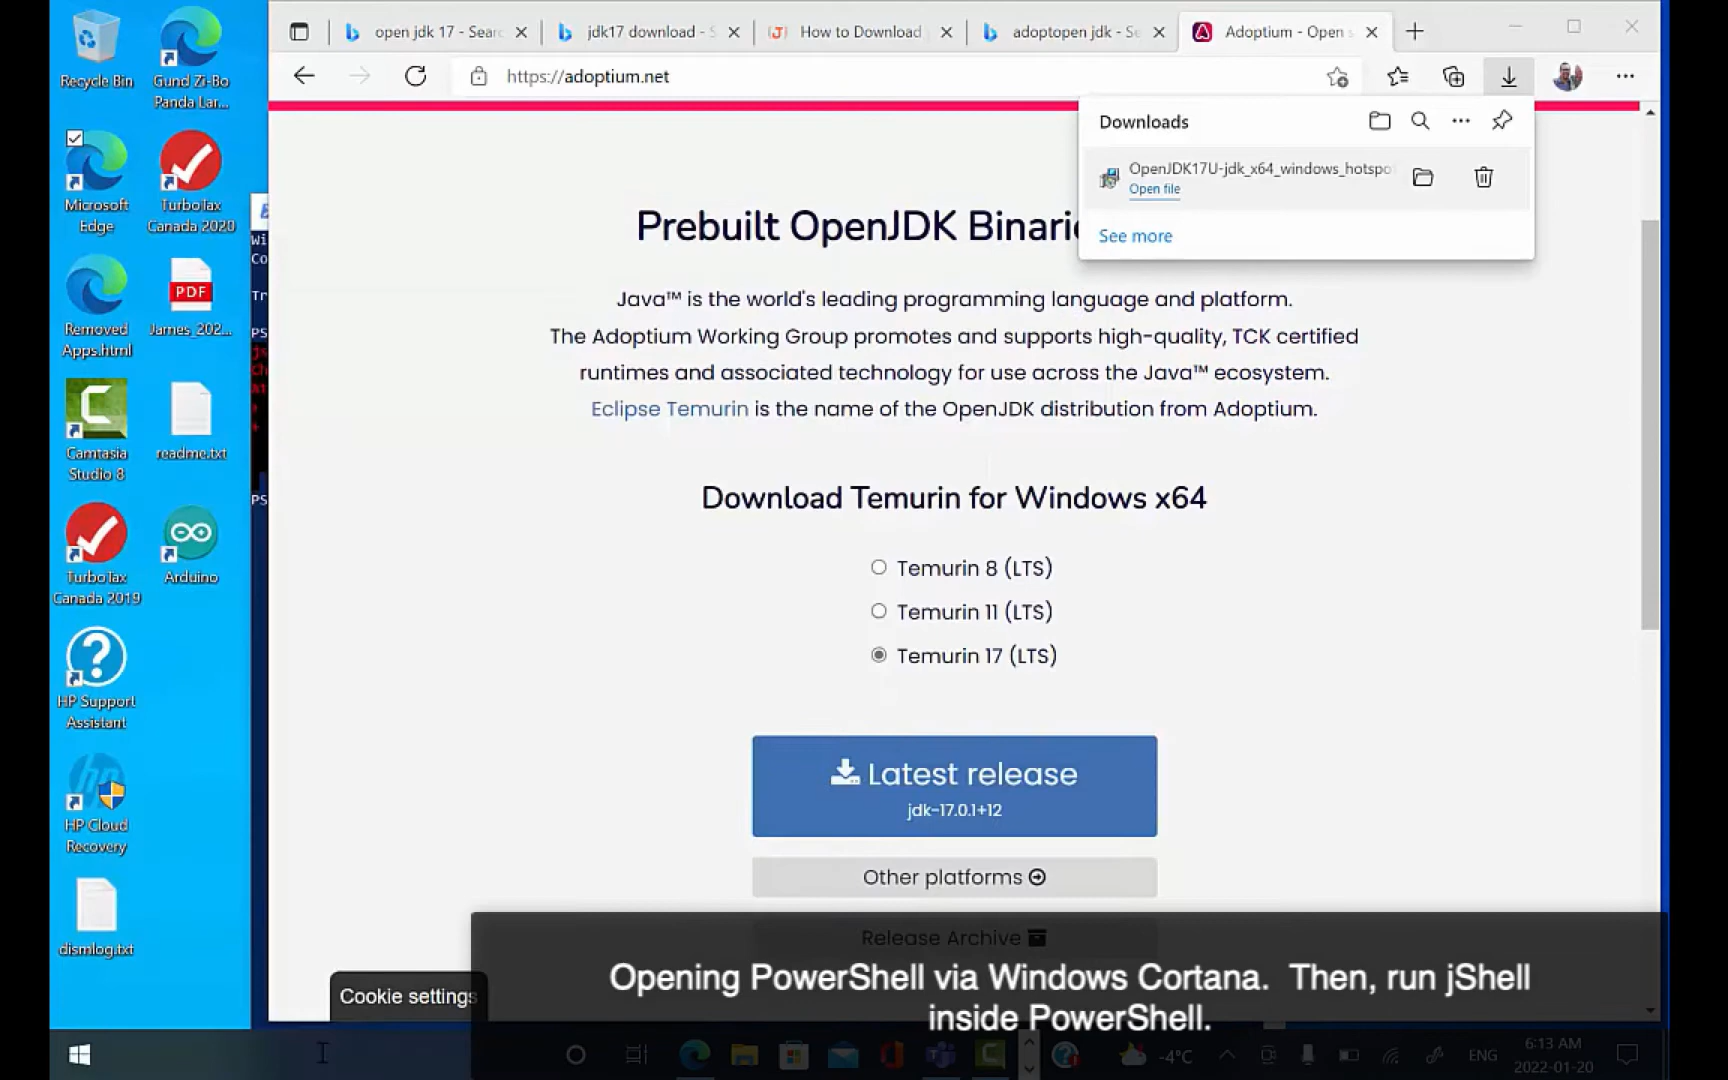 Recycle Bin
Gund Zi-Bo
Panda Lar...
Microsoft
Edge
TurboTax
Canada 2020
Removed
Apps.html
PDF
James_202...
Camtasia
Studio 8
readme.txt
TurboTax
Canada 2019
Arduino
HP Support
Assistant
HP Cloud
Recovery
dismlog.txt
open jdk 17 - Sear
jdk17 download - S
How to Download
adoptopen jdk - Se
Adoptium - Open s
https://adoptium.net
Downloads
OpenJDK17U-jdk_x64_windows_hotspo
Open file
See more
Wi
Co
Tr
PS
PS
Prebuilt OpenJDK Binari
Java™ is the world's leading programming language and platform.
The Adoptium Working Group promotes and supports high-quality, TCK certified
runtimes and associated technology for use across the Java™ ecosystem.
Eclipse Temurin is the name of the OpenJDK distribution from Adoptium.
Download Temurin for Windows x64
Temurin 8 (LTS)
Temurin 11 (LTS)
Temurin 17 (LTS)
Latest release
jdk-17.0.1+12
Other platforms
Release Archive
Cookie settings
Opening PowerShell via Windows Cortana. Then, run jShell
inside PowerShell.
-4°C
ENG
6:13 AM
2022-01-20